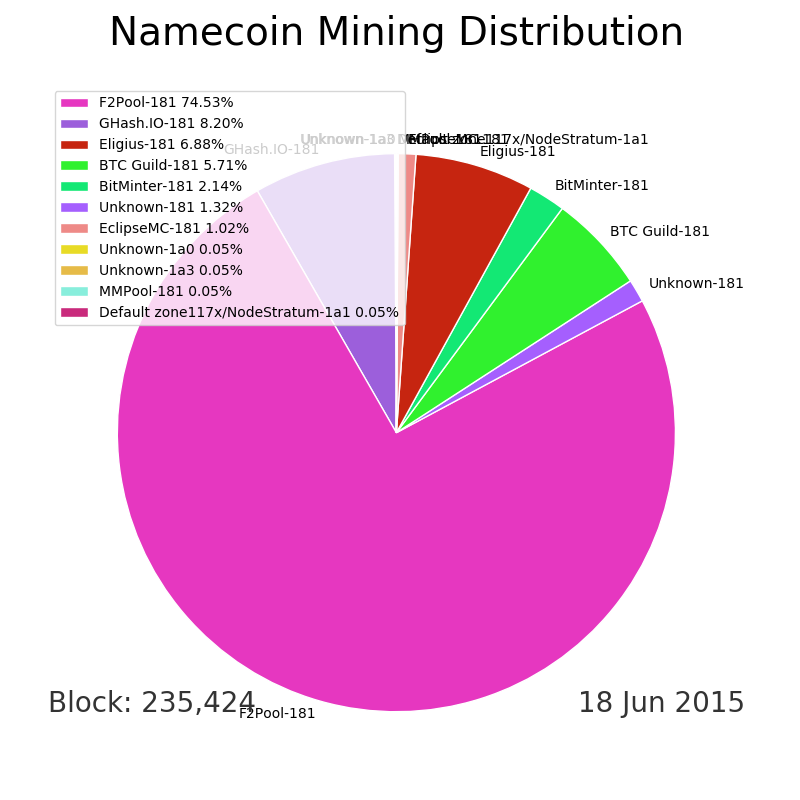 Namecoin Mining Distribution
F2Pool-181 74.53%
GHash.IO-181 8.20%
Eligius-181 6.88%
BTC Guild-181 5.71%
BitMinter-181 2.14%
Unknown-181 1.32%
EclipseMC-181 1.02%
Unknown-1a0 0.05%
Unknown-1a3 0.05%
MMPool-181 0.05%
Default zone117x/NodeStratum-1a1 0.05%
GHash.IO-181
Eligius-181
BitMinter-181
BTC Guild-181
Unknown-181
F2Pool-181
Block: 235,424
18 Jun 2015